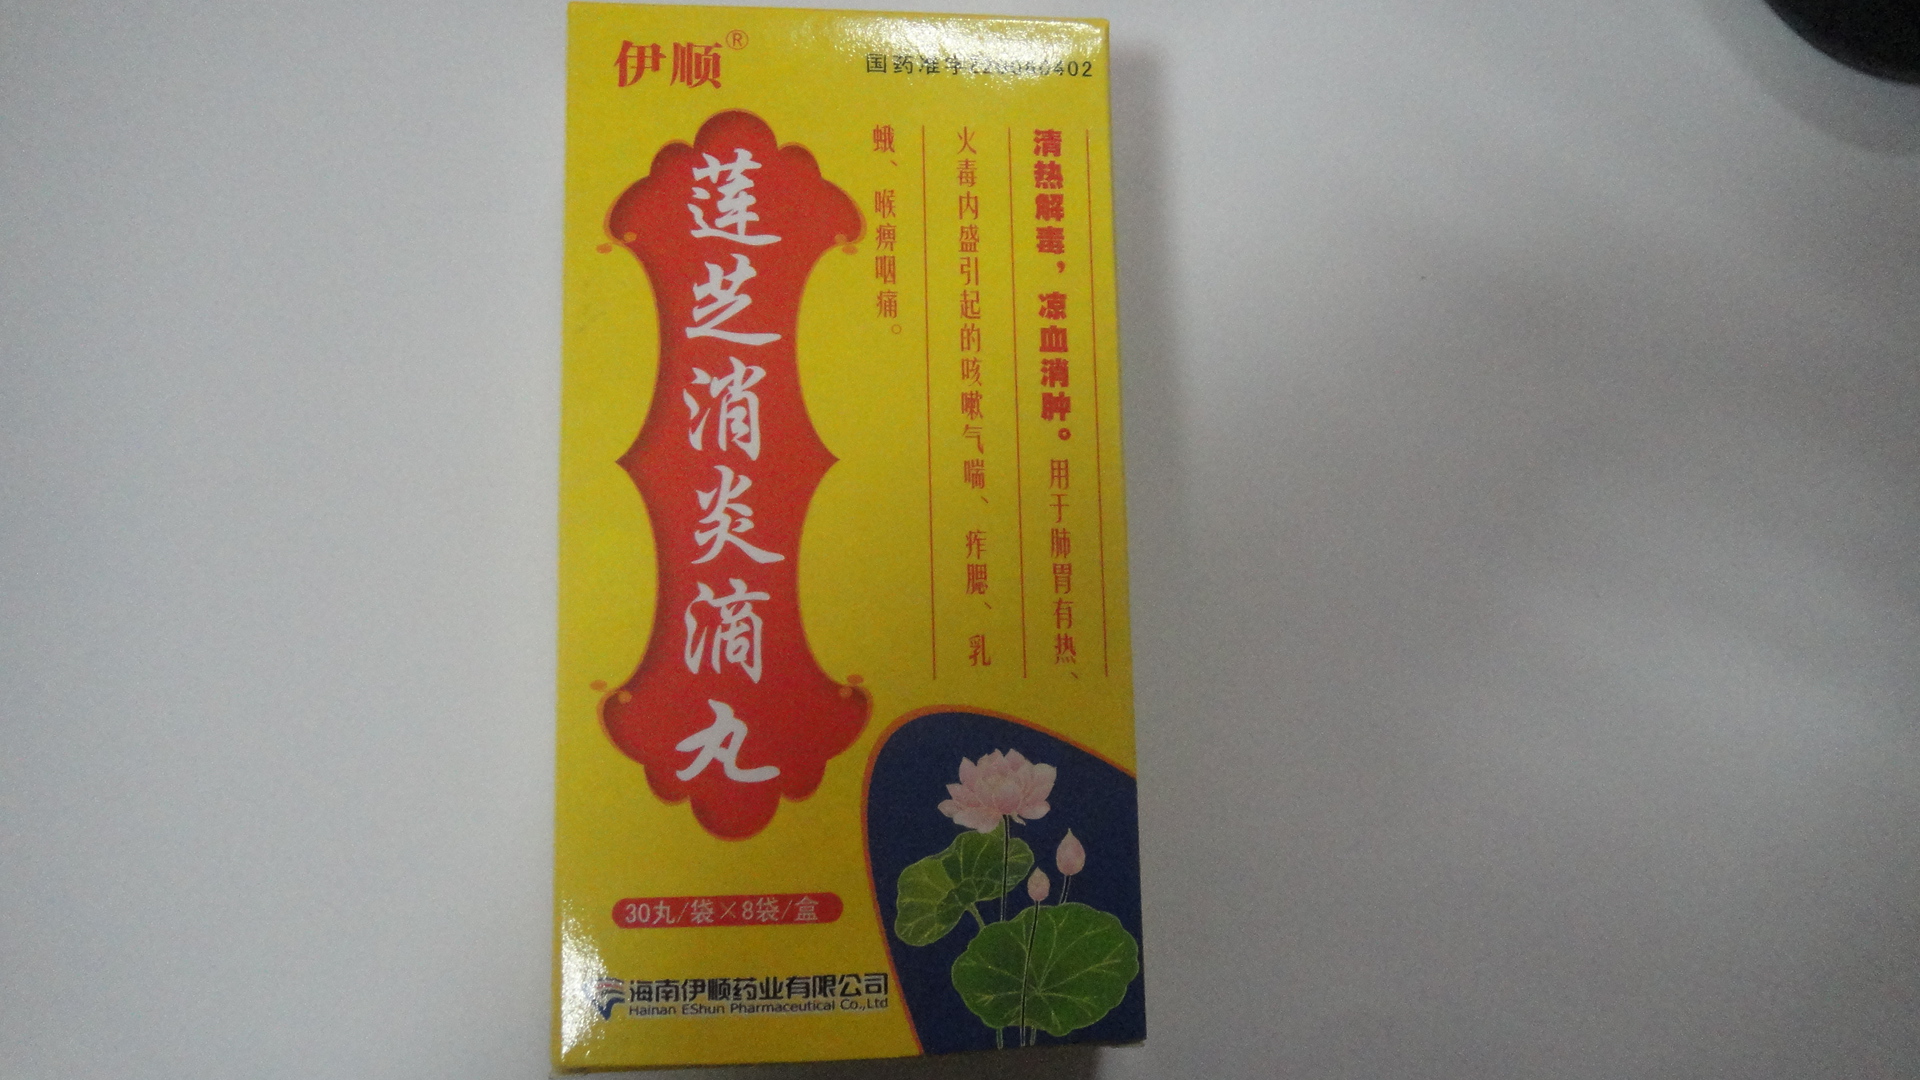 伊顺®
国药准字
莲芝消炎滴丸
清热解毒，凉血消肿。用于肺胃有热、
火毒内盛引起的咳嗽气喘、痄腮、乳
蛾、喉痹咽痛。
30丸/袋×8袋/盒
海南伊顺药业有限公司
Hainan EShun Pharmaceutical Co.,Ltd